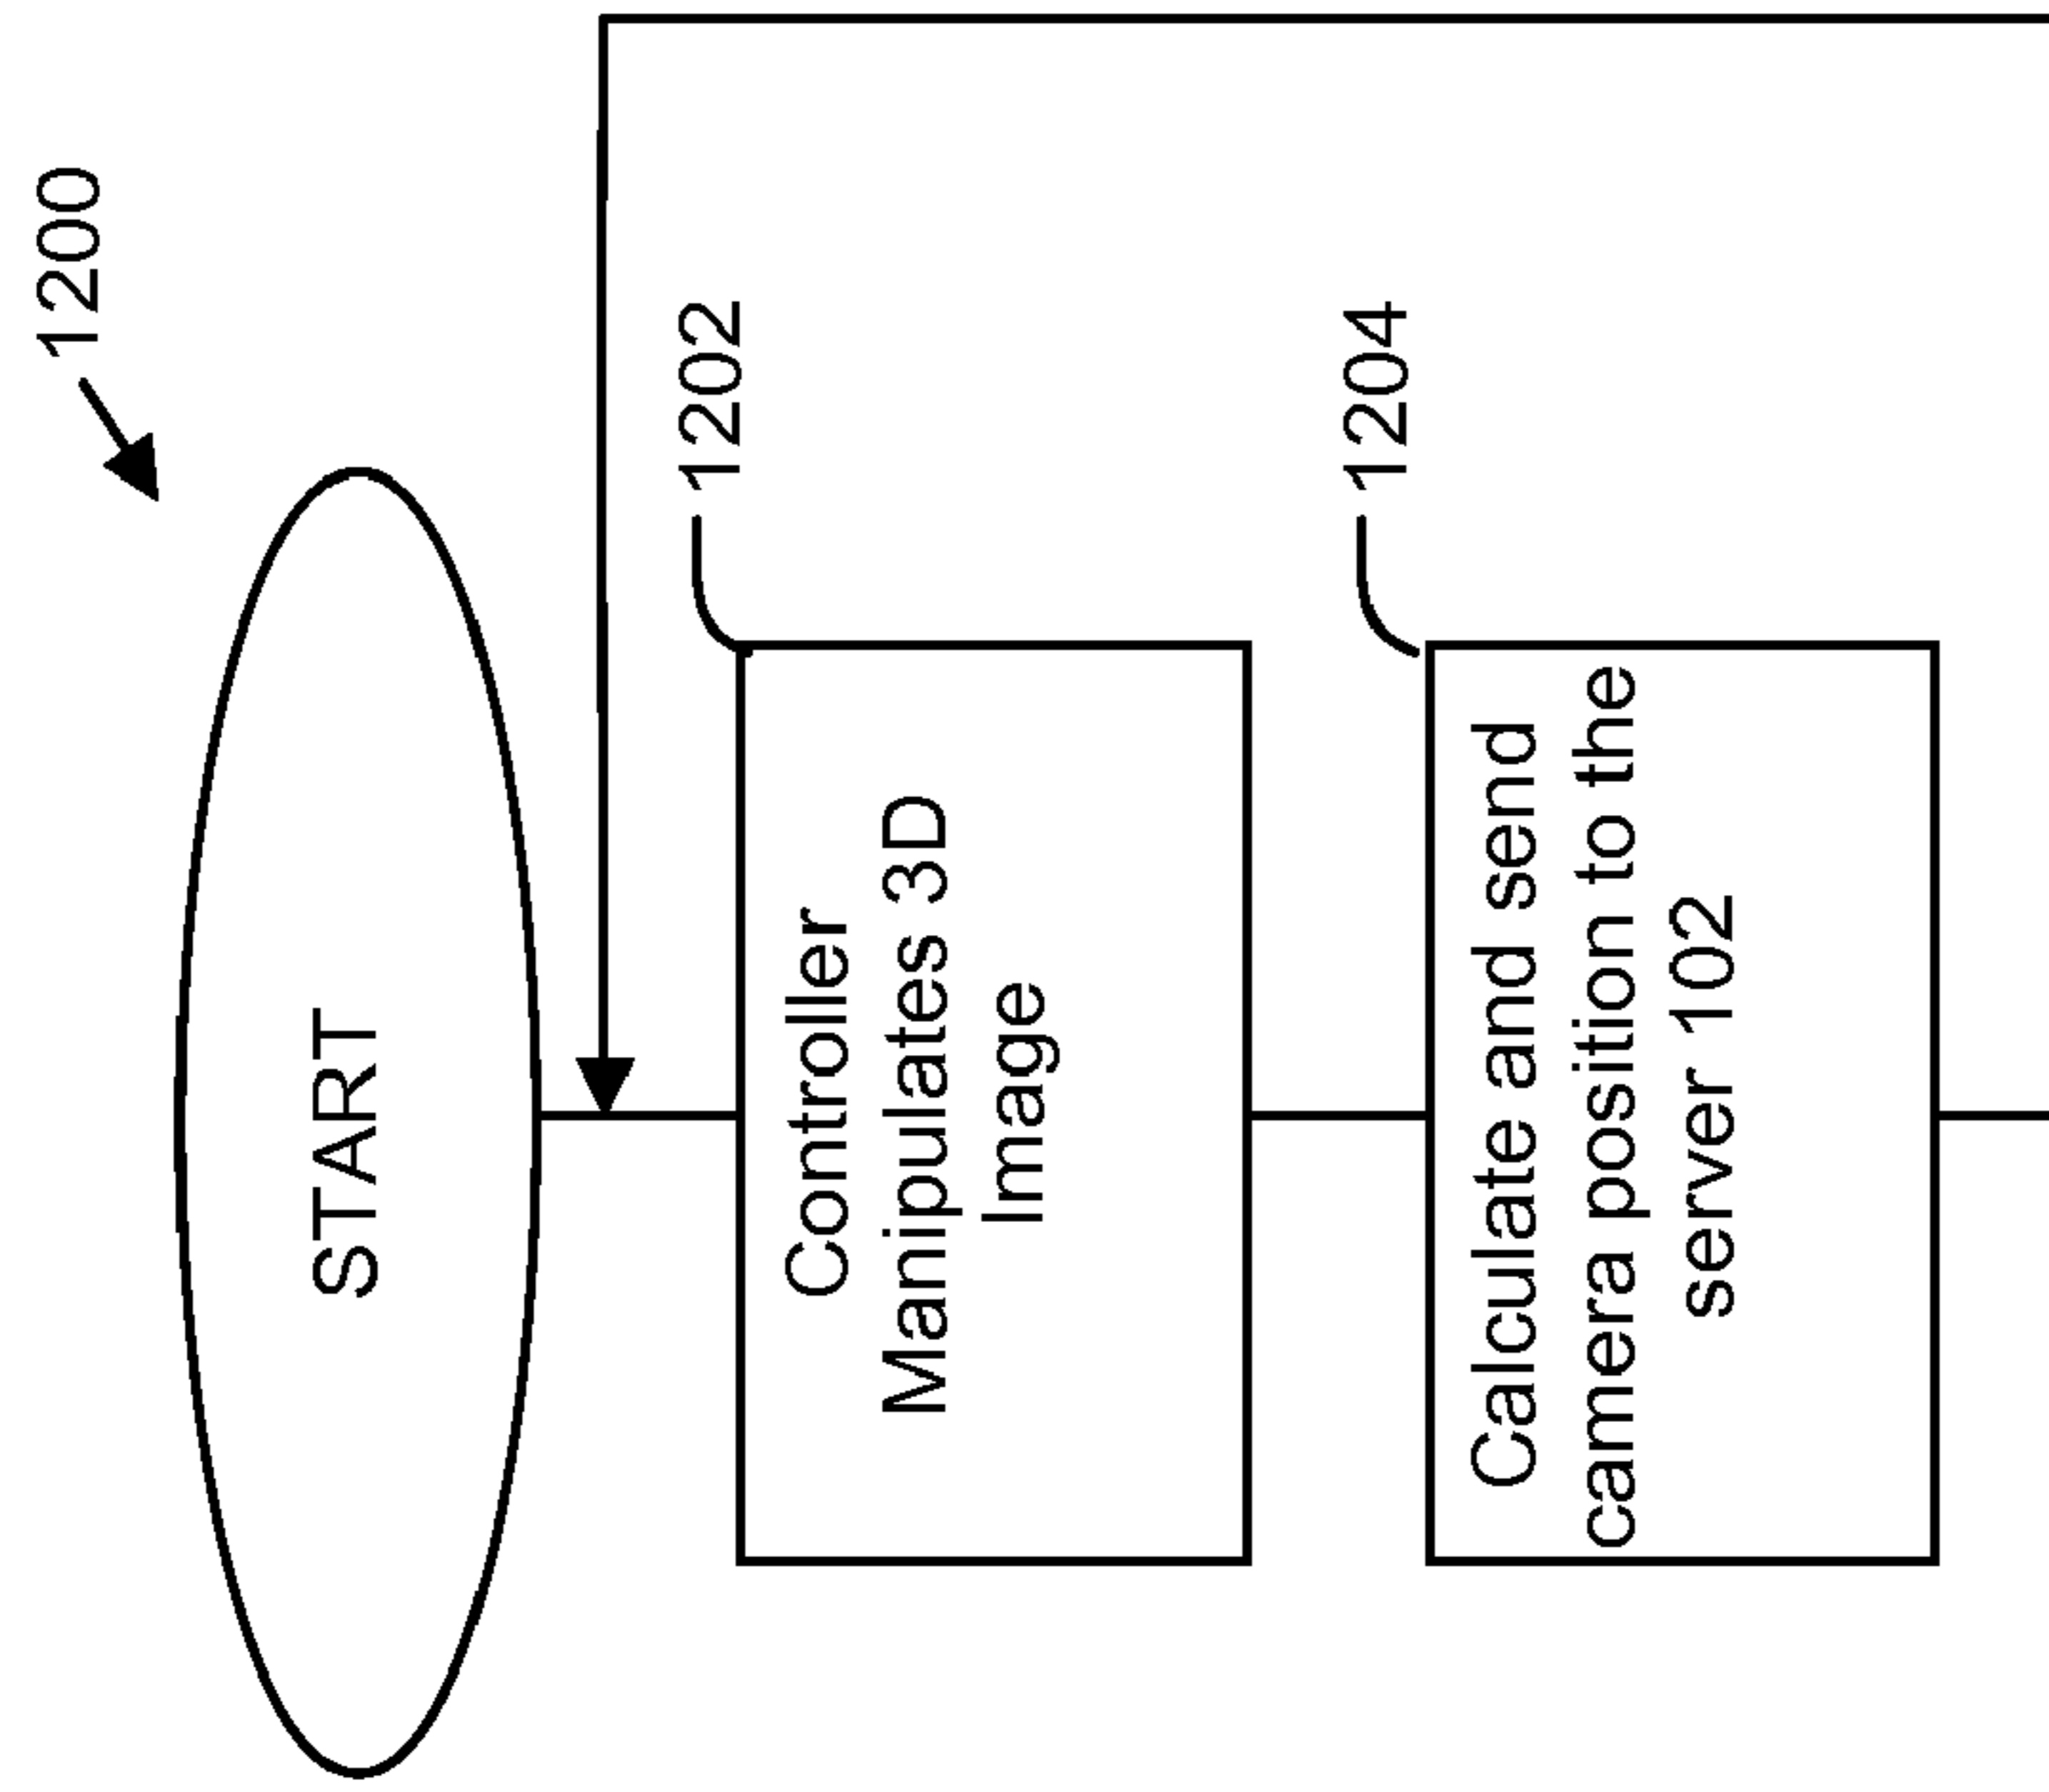 1200
START
1202
Controller
Manipulates 3D
Image
1204
Calculate and send
camera position to the
server 102